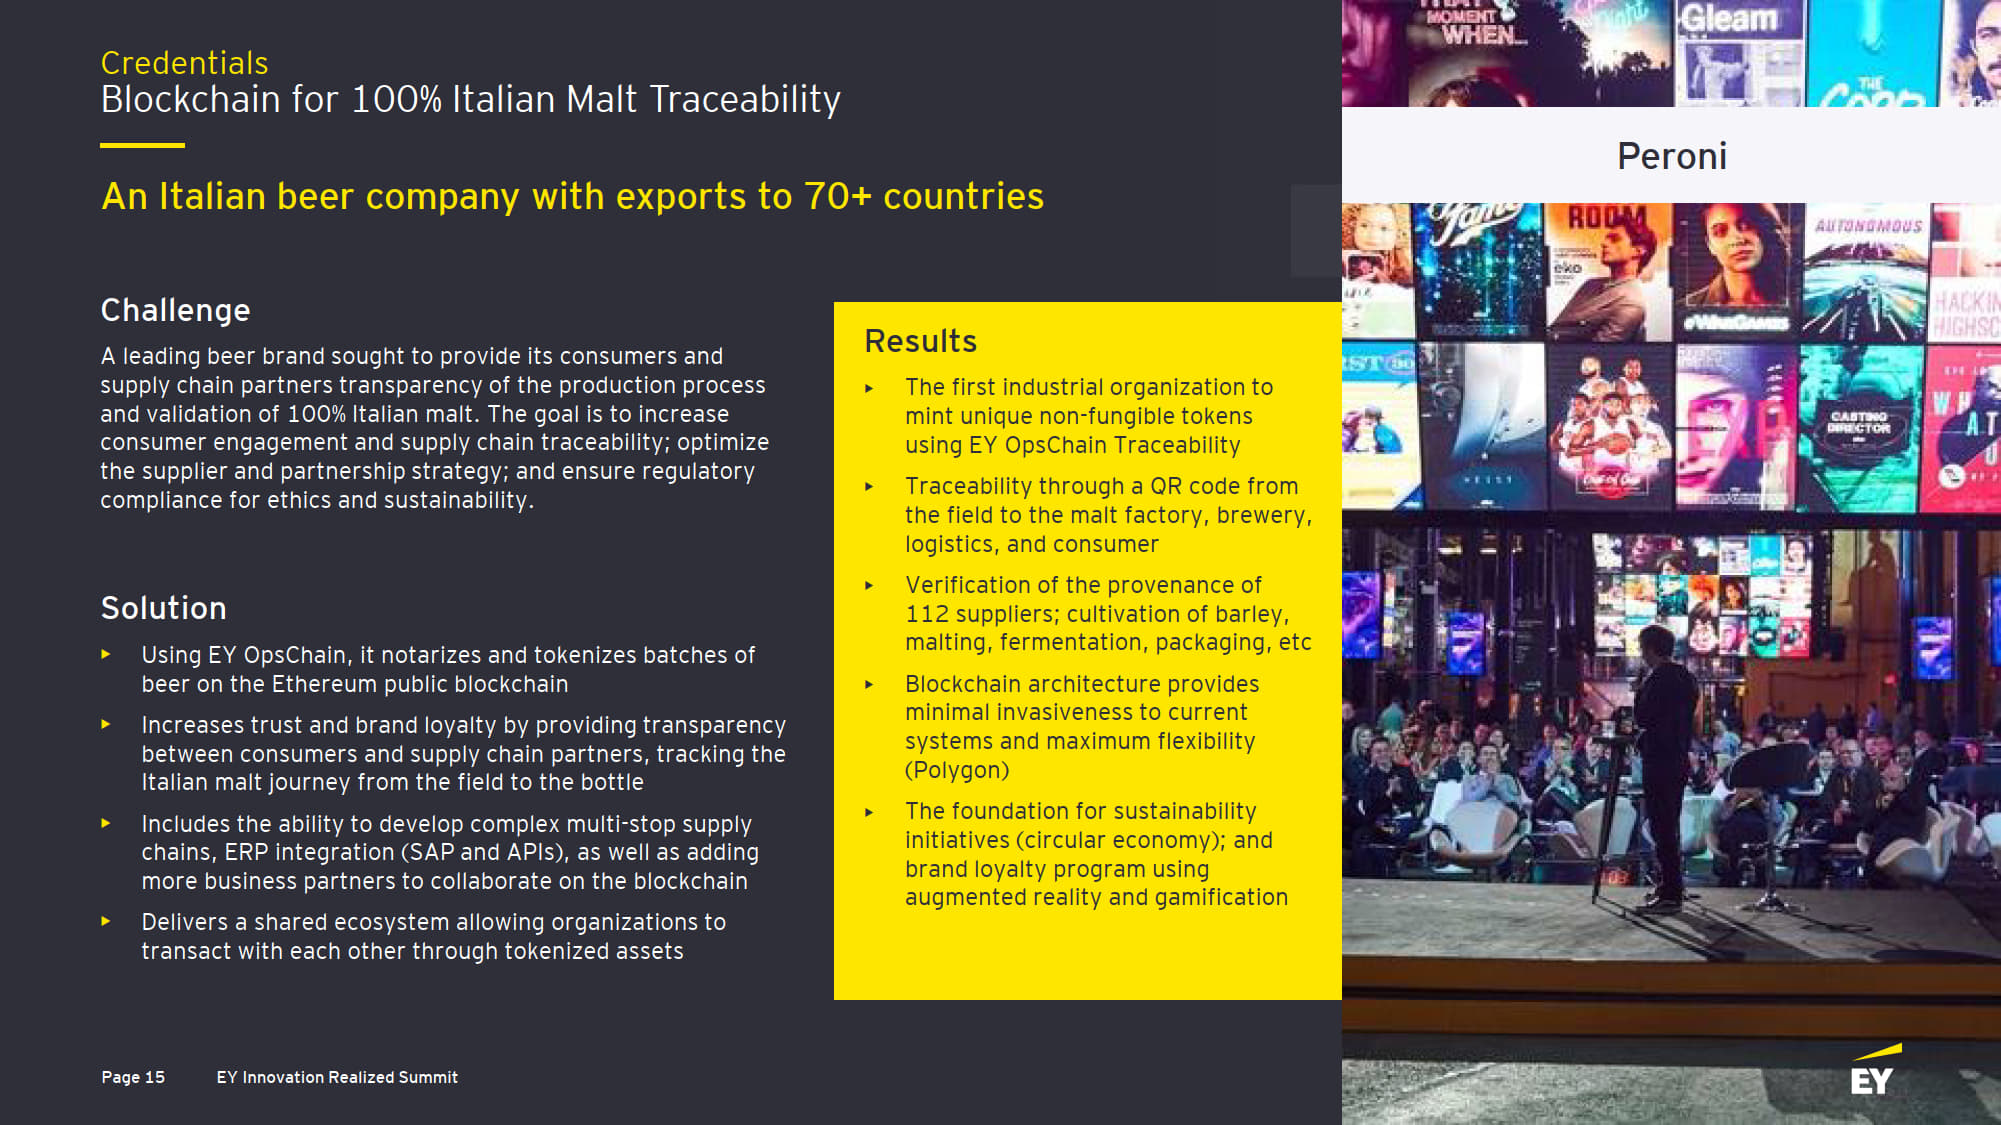 Credentials
Blockchain for 100% Italian Malt Traceability
An Italian beer company with exports to 70+ countries
Challenge
A leading beer brand sought to provide its consumers and
supply chain partners transparency of the production process
and validation of 100% Italian malt. The goal is to increase
consumer engagement and supply chain traceability; optimize
the supplier and partnership strategy; and ensure regulatory
compliance for ethics and sustainability.
Solution
▸ Using EY OpsChain, it notarizes and tokenizes batches of
beer on the Ethereum public blockchain
▸ Increases trust and brand loyalty by providing transparency
between consumers and supply chain partners, tracking the
Italian malt journey from the field to the bottle
▸ Includes the ability to develop complex multi-stop supply
chains, ERP integration (SAP and APIs), as well as adding
more business partners to collaborate on the blockchain
▸ Delivers a shared ecosystem allowing organizations to
transact with each other through tokenized assets
Results
▸ The first industrial organization to
mint unique non-fungible tokens
using EY OpsChain Traceability
▸ Traceability through a QR code from
the field to the malt factory, brewery,
logistics, and consumer
▸ Verification of the provenance of
112 suppliers; cultivation of barley,
malting, fermentation, packaging, etc
▸ Blockchain architecture provides
minimal invasiveness to current
systems and maximum flexibility
(Polygon)
▸ The foundation for sustainability
initiatives (circular economy); and
brand loyalty program using
augmented reality and gamification
Page 15
EY Innovation Realized Summit
MOMENT
WHEN...
Gleam
THE
Peroni
ROOM
eko
AUTONOMOUS
#WarGames
CASTING
DIRECTOR
EY